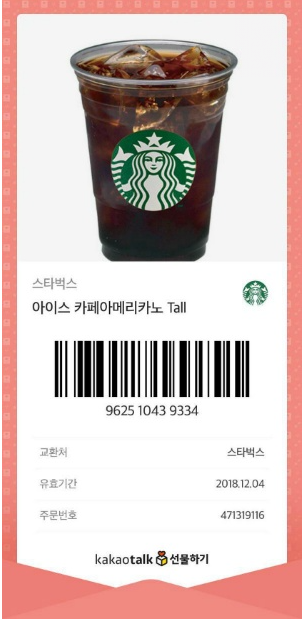 스타벅스
아이스 카페아메리카노 Tall
9625 1043 9334
교환처 스타벅스
유효기간 2018.12.04
주문번호 471319116
kakaotalk 선물하기